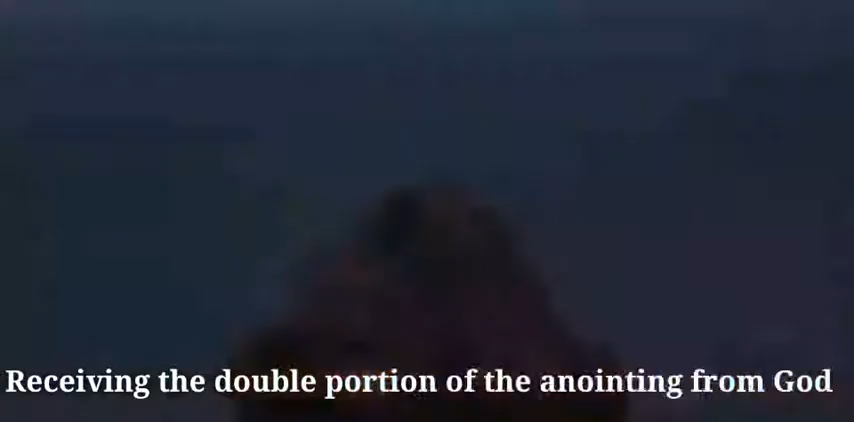 Receiving the double portion of the anointing from God